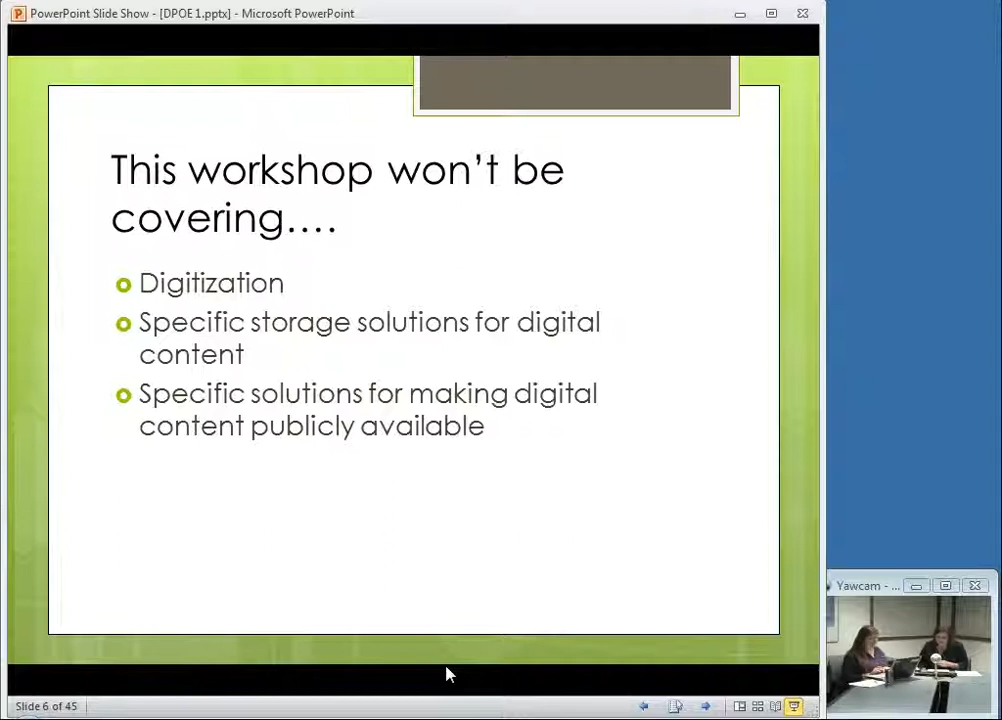 PowerPoint Slide Show - [DPOE 1.pptx] - Microsoft PowerPoint
This workshop won't be
covering....
Digitization
Specific storage solutions for digital
content
Specific solutions for making digital
content publicly available
Yawcam - ...
Slide 6 of 45